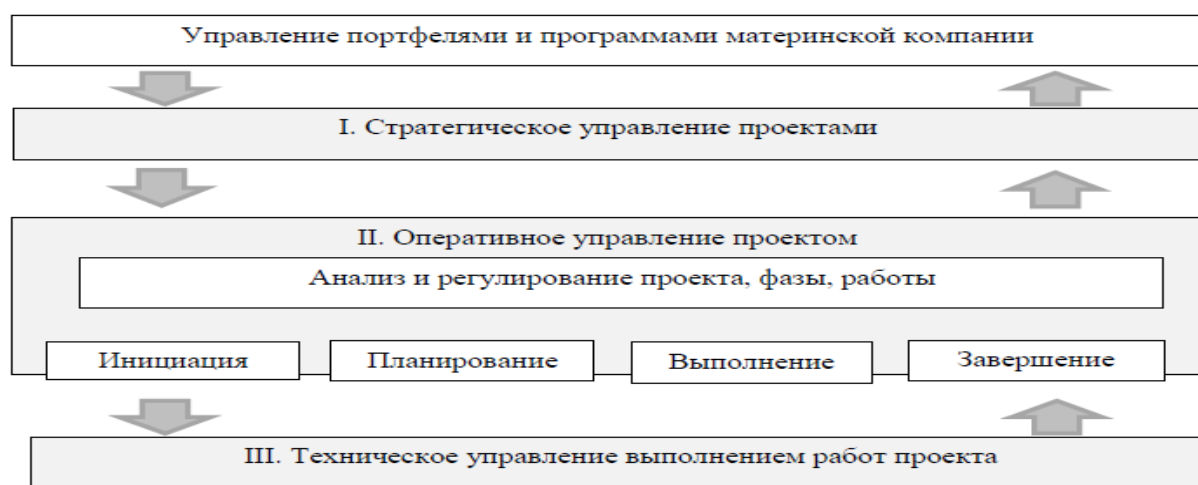 Управление портфелями и программами материнской компании
I. Стратегическое управление проектами
II. Оперативное управление проектом
Анализ и регулирование проекта, фазы, работы
Инициация
Планирование
Выполнение
Завершение
III. Техническое управление выполнением работ проекта